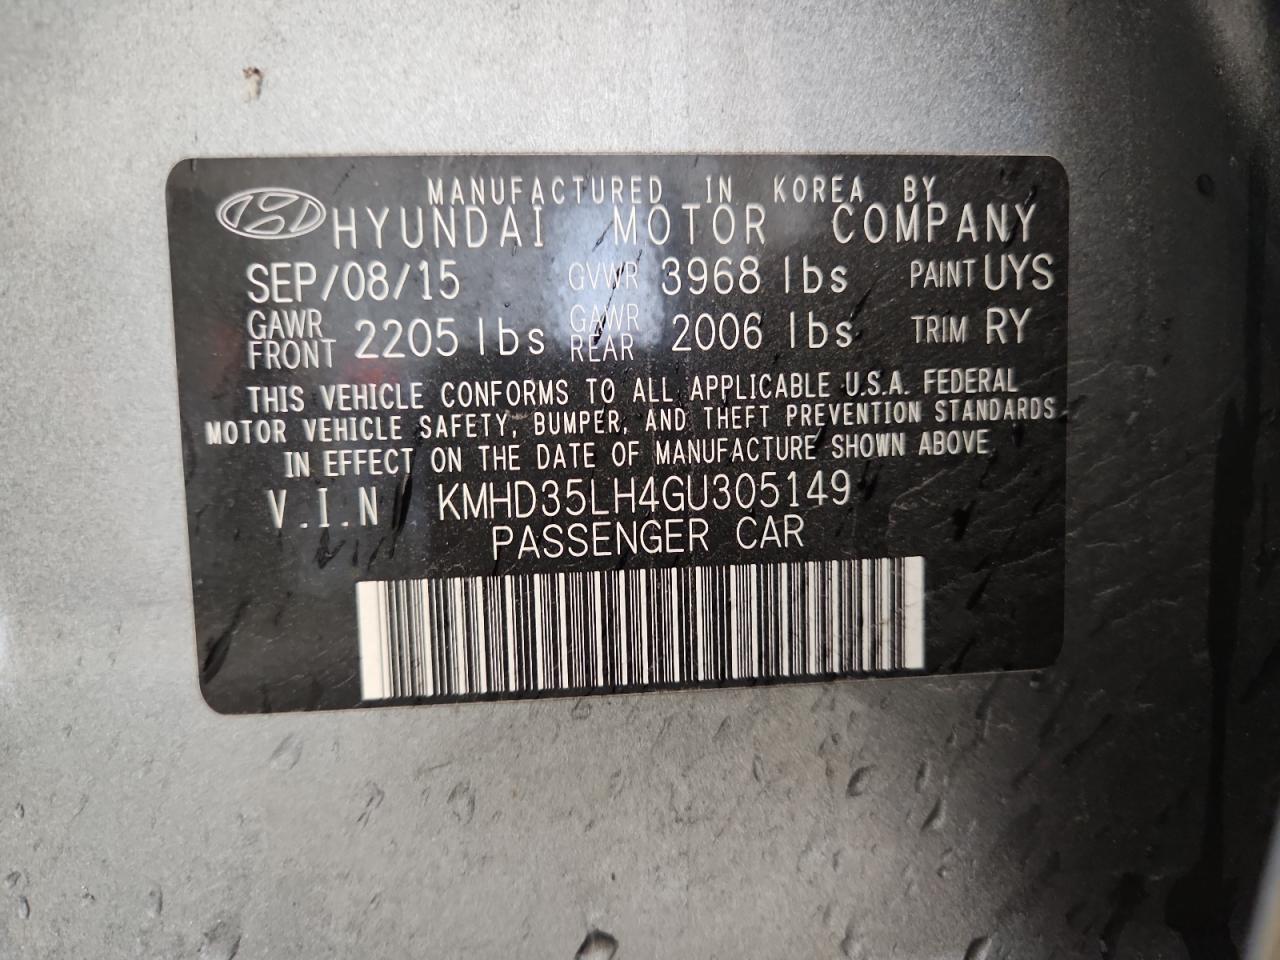 MANUFACTURED IN KOREA BY
HYUNDAI MOTOR COMPANY
SEP/08/15 GVWR 3968 lbs PAINT UYS
GAWR FRONT 2205 lbs GAWR REAR 2006 lbs TRIM RY
THIS VEHICLE CONFORMS TO ALL APPLICABLE U.S.A. FEDERAL
MOTOR VEHICLE SAFETY, BUMPER, AND THEFT PREVENTION STANDARDS
IN EFFECT ON THE DATE OF MANUFACTURE SHOWN ABOVE
V.I.N KMHD35LH4GU305149
PASSENGER CAR